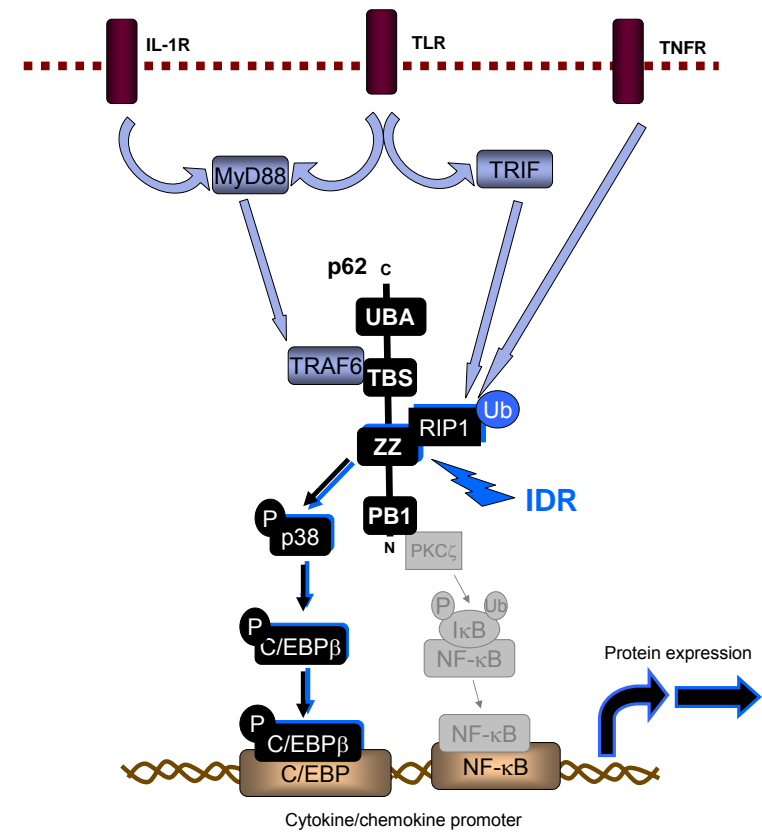 IL-1R
TLR
TNFR
MyD88
TRIF
p62 C
UBA
TRAF6
TBS
Ub
RIP1
ZZ
IDR
P
p38
PB1
N
PKCζ
P
Ub
IκB
NF-κB
P
C/EBPβ
Protein expression
P
C/EBPβ
NF-κB
C/EBP
NF-κB
Cytokine/chemokine promoter